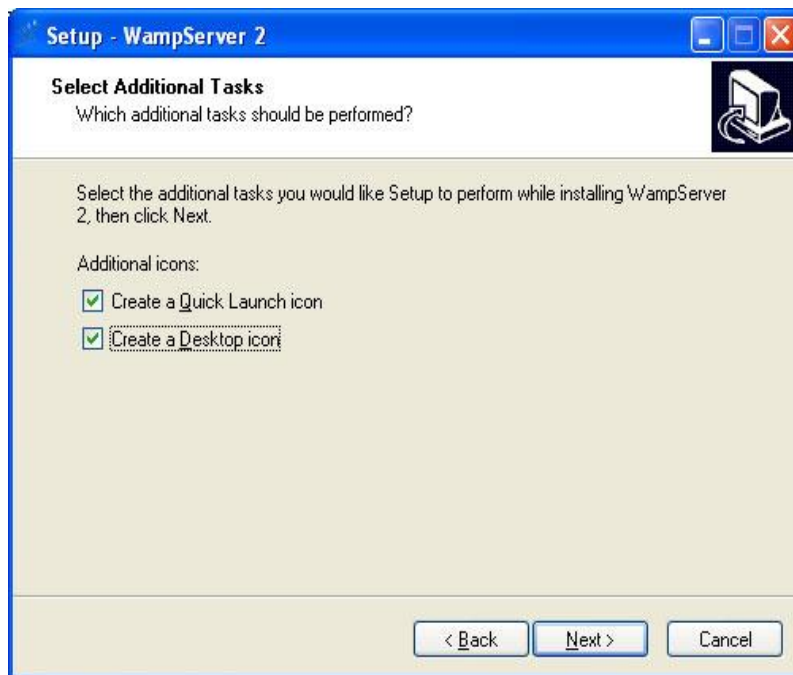 Setup - WampServer 2
Select Additional Tasks
Which additional tasks should be performed?
Select the additional tasks you would like Setup to perform while installing WampServer
2, then click Next.
Additional icons:
Create a Quick Launch icon
Create a Desktop icon
< Back Next > Cancel